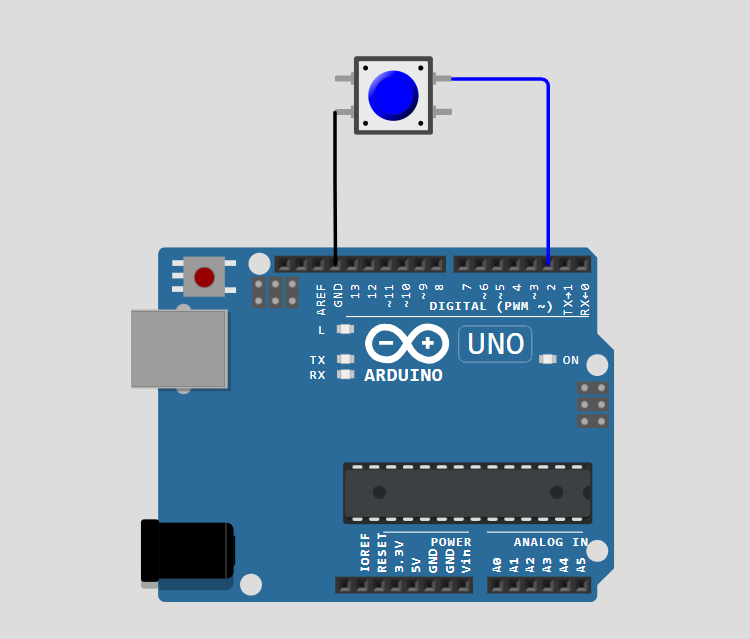 AREF
GND
13
12
~11
~10
~9
8
7
~6
~5
4
~3
2
TX→1
RX←0
DIGITAL (PWM ~)
L
TX
RX
UNO
ON
ARDUINO
IOREF
RESET
3.3V
5V
GND
GND
Vin
POWER
ANALOG IN
A0
A1
A2
A3
A4
A5